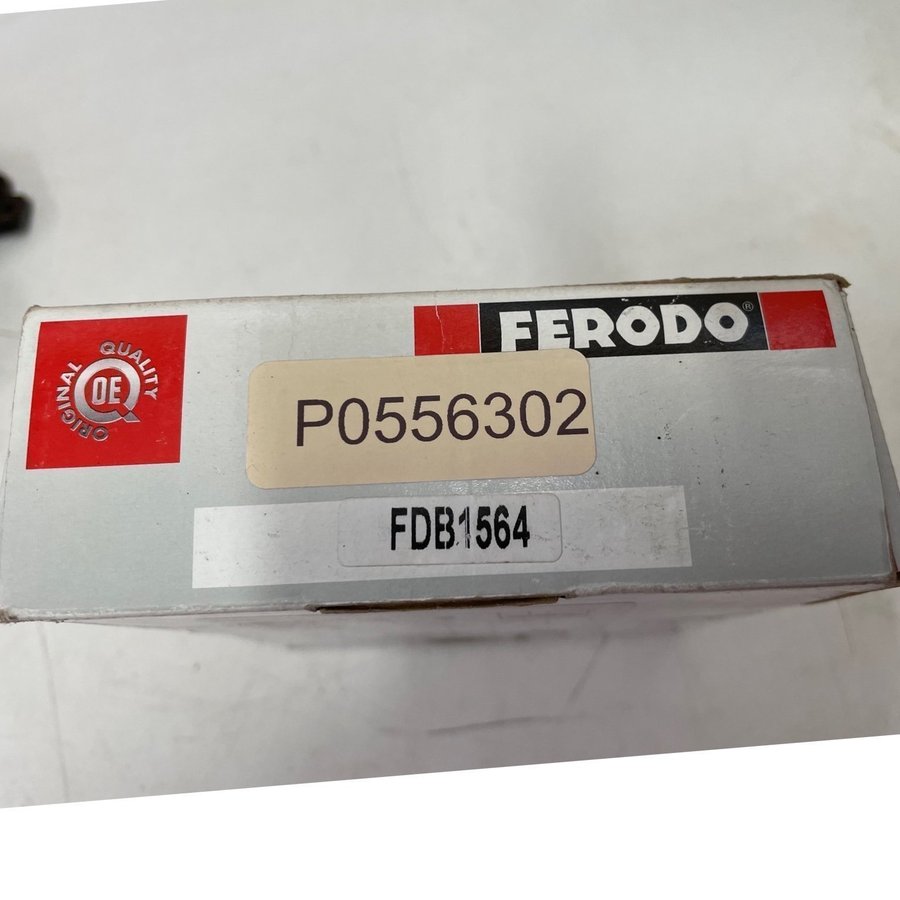 FERODO®
ORIGINAL QUALITY
OE
P0556302
FDB1564